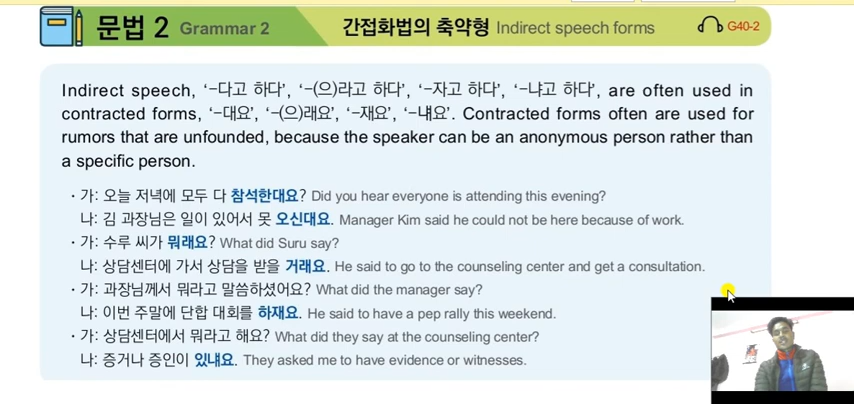 문법 2 Grammar 2 간접화법의 축약형 Indirect speech forms G40-2
Indirect speech, ‘-다고 하다’, ‘-(으)라고 하다’, ‘-자고 하다’, ‘-냐고 하다’, are often used in
contracted forms, ‘-대요’, ‘-(으)래요’, ‘-재요’, ‘-냬요’. Contracted forms often are used for
rumors that are unfounded, because the speaker can be an anonymous person rather than
a specific person.
· 가: 오늘 저녁에 모두 다 참석한대요? Did you hear everyone is attending this evening?
나: 김 과장님은 일이 있어서 못 오신대요. Manager Kim said he could not be here because of work.
· 가: 수루 씨가 뭐래요? What did Suru say?
나: 상담센터에 가서 상담을 받을 거래요. He said to go to the counseling center and get a consultation.
· 가: 과장님께서 뭐라고 말씀하셨어요? What did the manager say?
나: 이번 주말에 단합 대회를 하재요. He said to have a pep rally this weekend.
· 가: 상담센터에서 뭐라고 해요? What did they say at the counseling center?
나: 증거나 증인이 있냬요. They asked me to have evidence or witnesses.